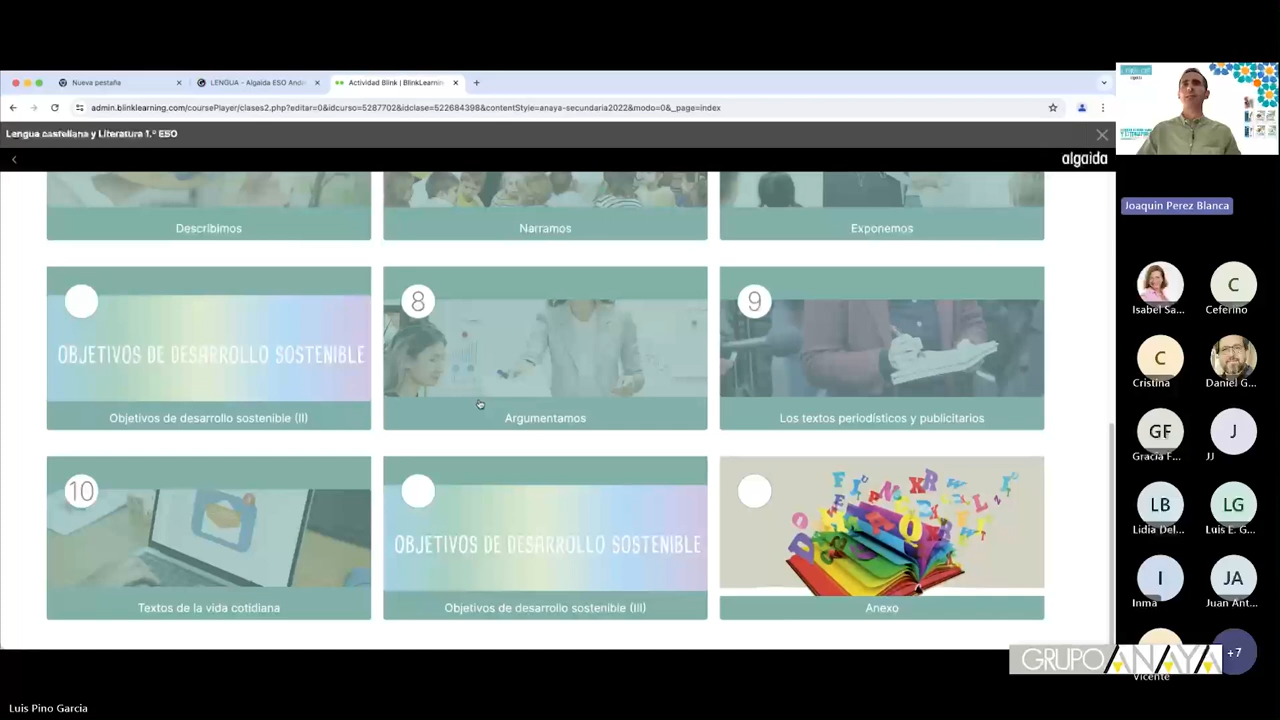 Nueva pestaña
LENGUA - Algaida ESO And
Actividad Blink | BlinkLearnin
admin.blinklearning.com/coursePlayer/clases2.php?editar=0&idcurso=5287702&idclase=522684398&contentStyle=anaya-secundaria2022&modo=0&_page=index
Lengua castellana y Literatura 1.º ESO
algaida
Joaquin Perez Blanca
Describimos
Narramos
Exponemos
OBJETIVOS DE DESARROLLO SOSTENIBLE
Objetivos de desarrollo sostenible (II)
8
Argumentamos
9
Los textos periodísticos y publicitarios
10
Textos de la vida cotidiana
OBJETIVOS DE DESARROLLO SOSTENIBLE
Objetivos de desarrollo sostenible (III)
Anexo
Isabel Sa...
C
Ceferino
C
Cristina
Daniel G...
GF
Gracia F...
J
JJ
LB
Lidia Del...
LG
Luis E. G...
I
Inma
JA
Juan Ant...
Vicente
+7
GRUPO ANAYA
Luis Pino Garcia